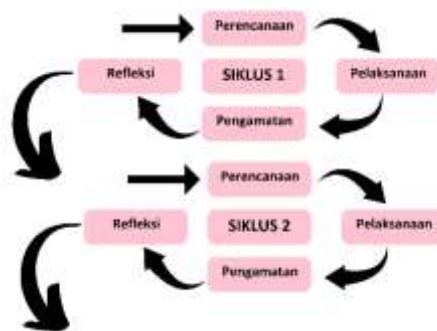 Perencanaan
Refleksi
SIKLUS 1
Pelaksanaan
Pengamatan
Perencanaan
Refleksi
SIKLUS 2
Pelaksanaan
Pengamatan